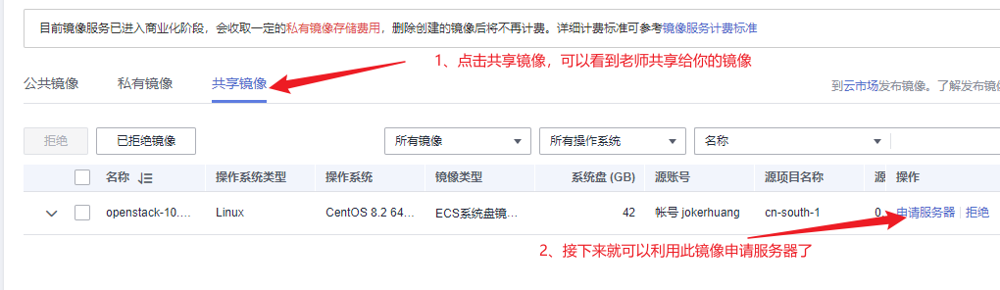 目前镜像服务已进入商业化阶段，会收取一定的私有镜像存储费用，删除创建的镜像后将不再计费。详细计费标准可参考镜像服务计费标准
1、点击共享镜像，可以看到老师共享给你的镜像
公共镜像 私有镜像 共享镜像
到云市场发布镜像。了解发布镜像
拒绝 已拒绝镜像 所有镜像 所有操作系统 名称
名称 操作系统类型 操作系统 镜像类型 系统盘 (GB) 源账号 源项目名称 源 操作
openstack-10.... Linux CentOS 8.2 64... ECS系统盘镜... 42 帐号 jokerhuang cn-south-1 0. 申请服务器 拒绝
2、接下来就可以利用此镜像申请服务器了